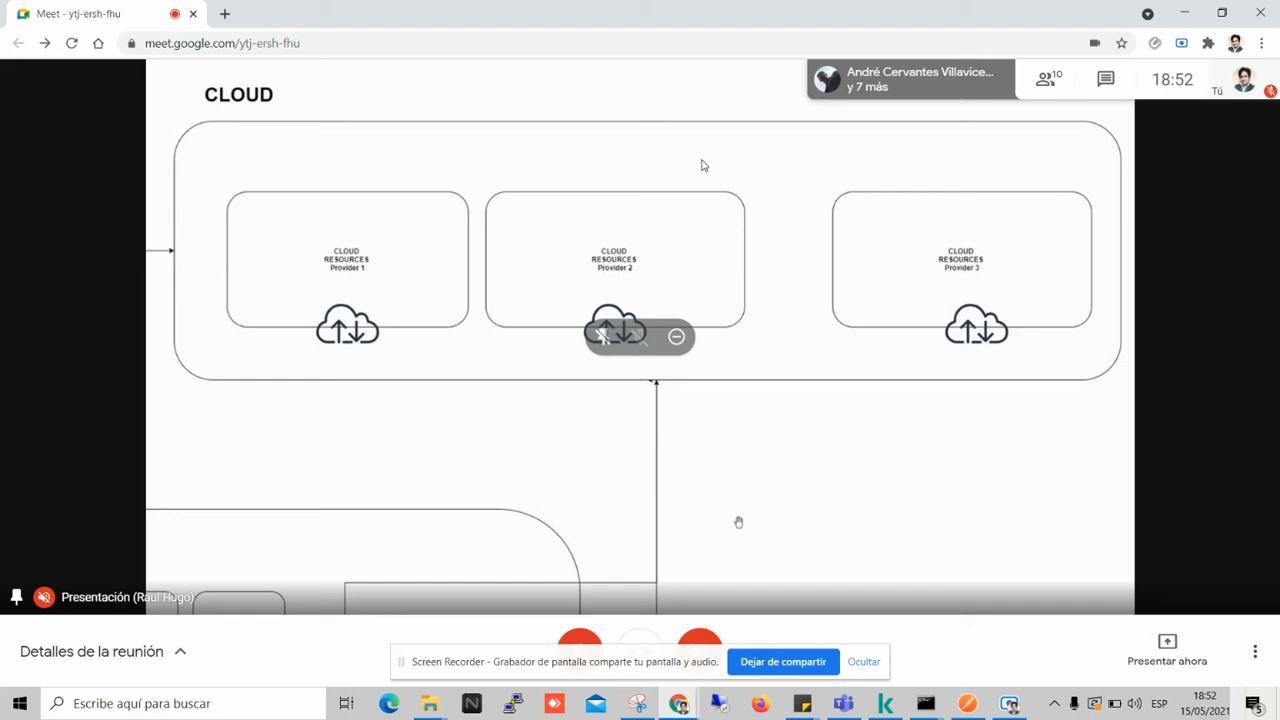 Meet - ytj-ersh-fhu
meet.google.com/ytj-ersh-fhu
André Cervantes Villavice...
y 7 más
10
18:52
Tú
CLOUD
CLOUD
RESOURCES
Provider 1
CLOUD
RESOURCES
Provider 2
CLOUD
RESOURCES
Provider 3
Presentación (Raul Hugo)
Detalles de la reunión
Screen Recorder - Grabador de pantalla comparte tu pantalla y audio.
Dejar de compartir
Ocultar
Presentar ahora
Escribe aquí para buscar
ESP
18:52
15/05/2021
5